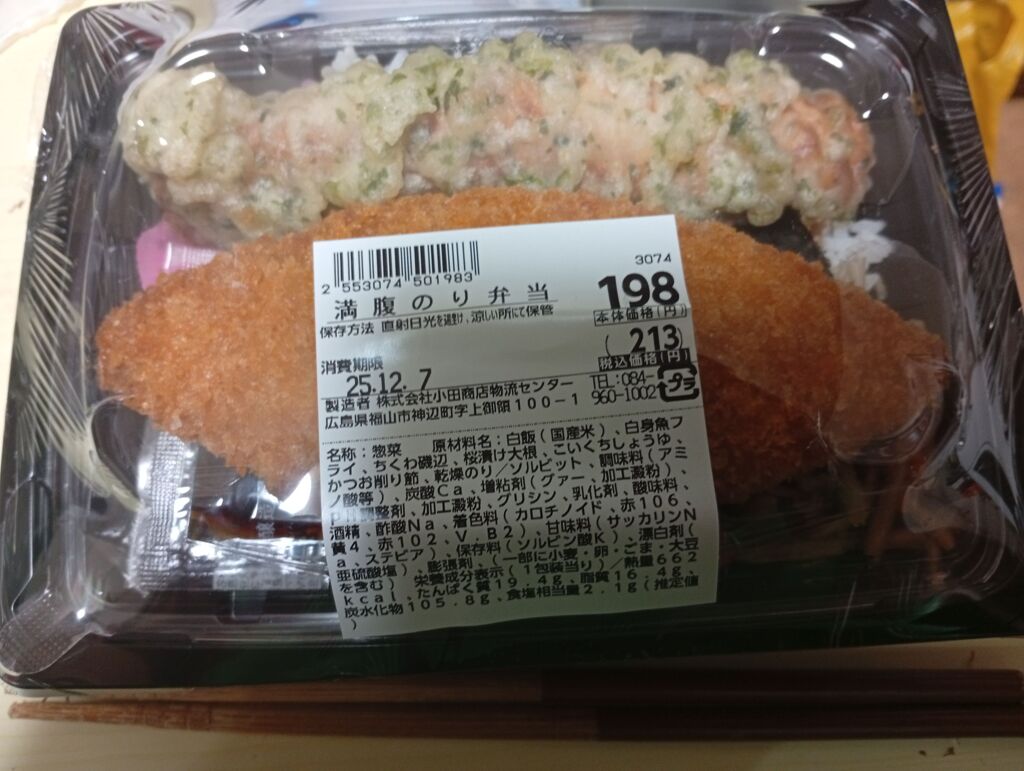 2 553074 501983
3074
満腹のり弁当
198
本体価格(円)
保存方法 直射日光を避け、涼しい所にて保管
(213)
税込価格(円)
消費期限
25.12.7
TEL:084-
960-1002
プラ
製造者 株式会社小田商店物流センター
広島県福山市神辺町字上御領100-1
名称:惣菜 原材料名:白飯(国産米)、白身魚フ
ライ、ちくわ磯辺、桜漬け大根、こいくちしょうゆ、
かつお削り節、乾燥のり/ソルビット、調味料(アミ
ノ酸等)、炭酸Ca、増粘剤(グァー、加工澱粉)、
pH調整剤、加工澱粉、グリシン、乳化剤、酸味料、
酒精、酢酸Na、着色料(カロチノイド、赤106、
黄4、赤102、V.B2)、甘味料(サッカリンN
a、ステビア)、保存料(ソルビン酸K)、漂白剤(
亜硫酸塩)、膨張剤、(一部に小麦・卵・ごま・大豆
を含む) 栄養成分表示(1包装当り)/熱量662
kcal、たんぱく質19.4g、脂質16.4g、
炭水化物105.8g、食塩相当量2.1g(推定値
)